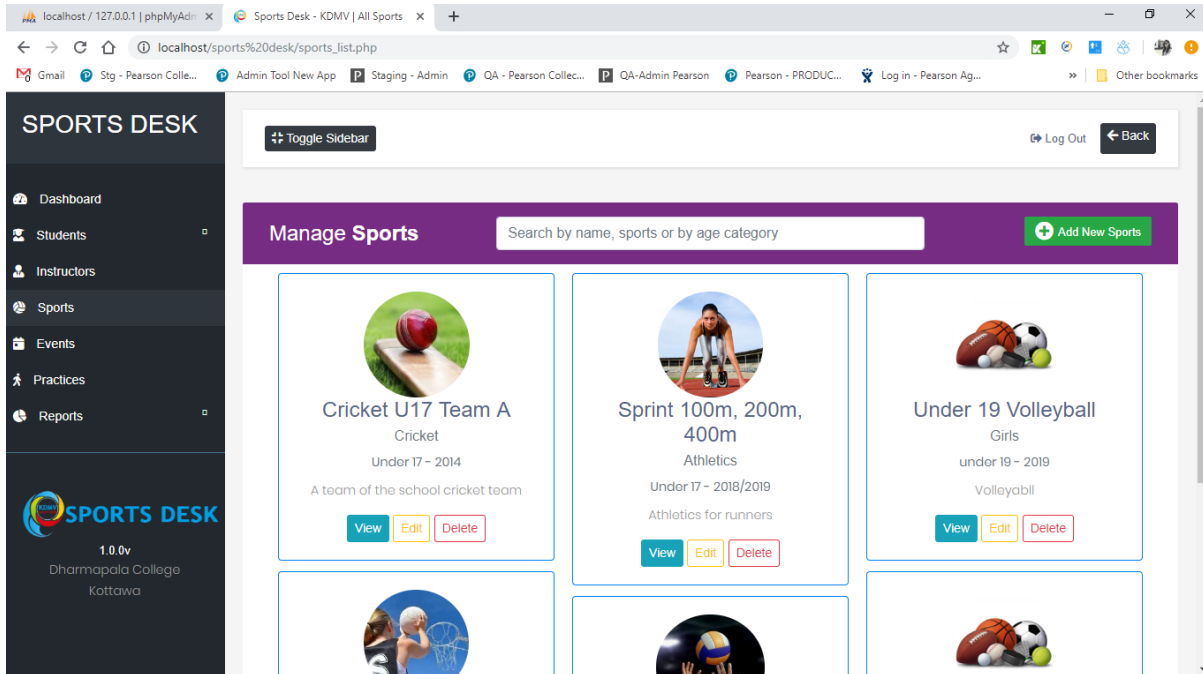 localhost / 127.0.0.1 | phpMyAdm
Sports Desk - KDMV | All Sports
localhost/sports%20desk/sports_list.php
Gmail
Stg - Pearson Colle...
Admin Tool New App
Staging - Admin
QA - Pearson Collec...
QA-Admin Pearson
Pearson - PRODUC...
Log in - Pearson Ag...
»
Other bookmarks
SPORTS DESK
Toggle Sidebar
Log Out
Back
Dashboard
Students
Instructors
Sports
Events
Practices
Reports
Manage Sports
Search by name, sports or by age category
Add New Sports
Cricket U17 Team A
Cricket
Under 17 - 2014
A team of the school cricket team
View Edit Delete
Sprint 100m, 200m,
400m
Athletics
Under 17 - 2018/2019
Athletics for runners
View Edit Delete
Under 19 Volleyball
Girls
under 19 - 2019
Volleyabll
View Edit Delete
KDMV
SPORTS DESK
1.0.0v
Dharmapala College
Kottawa